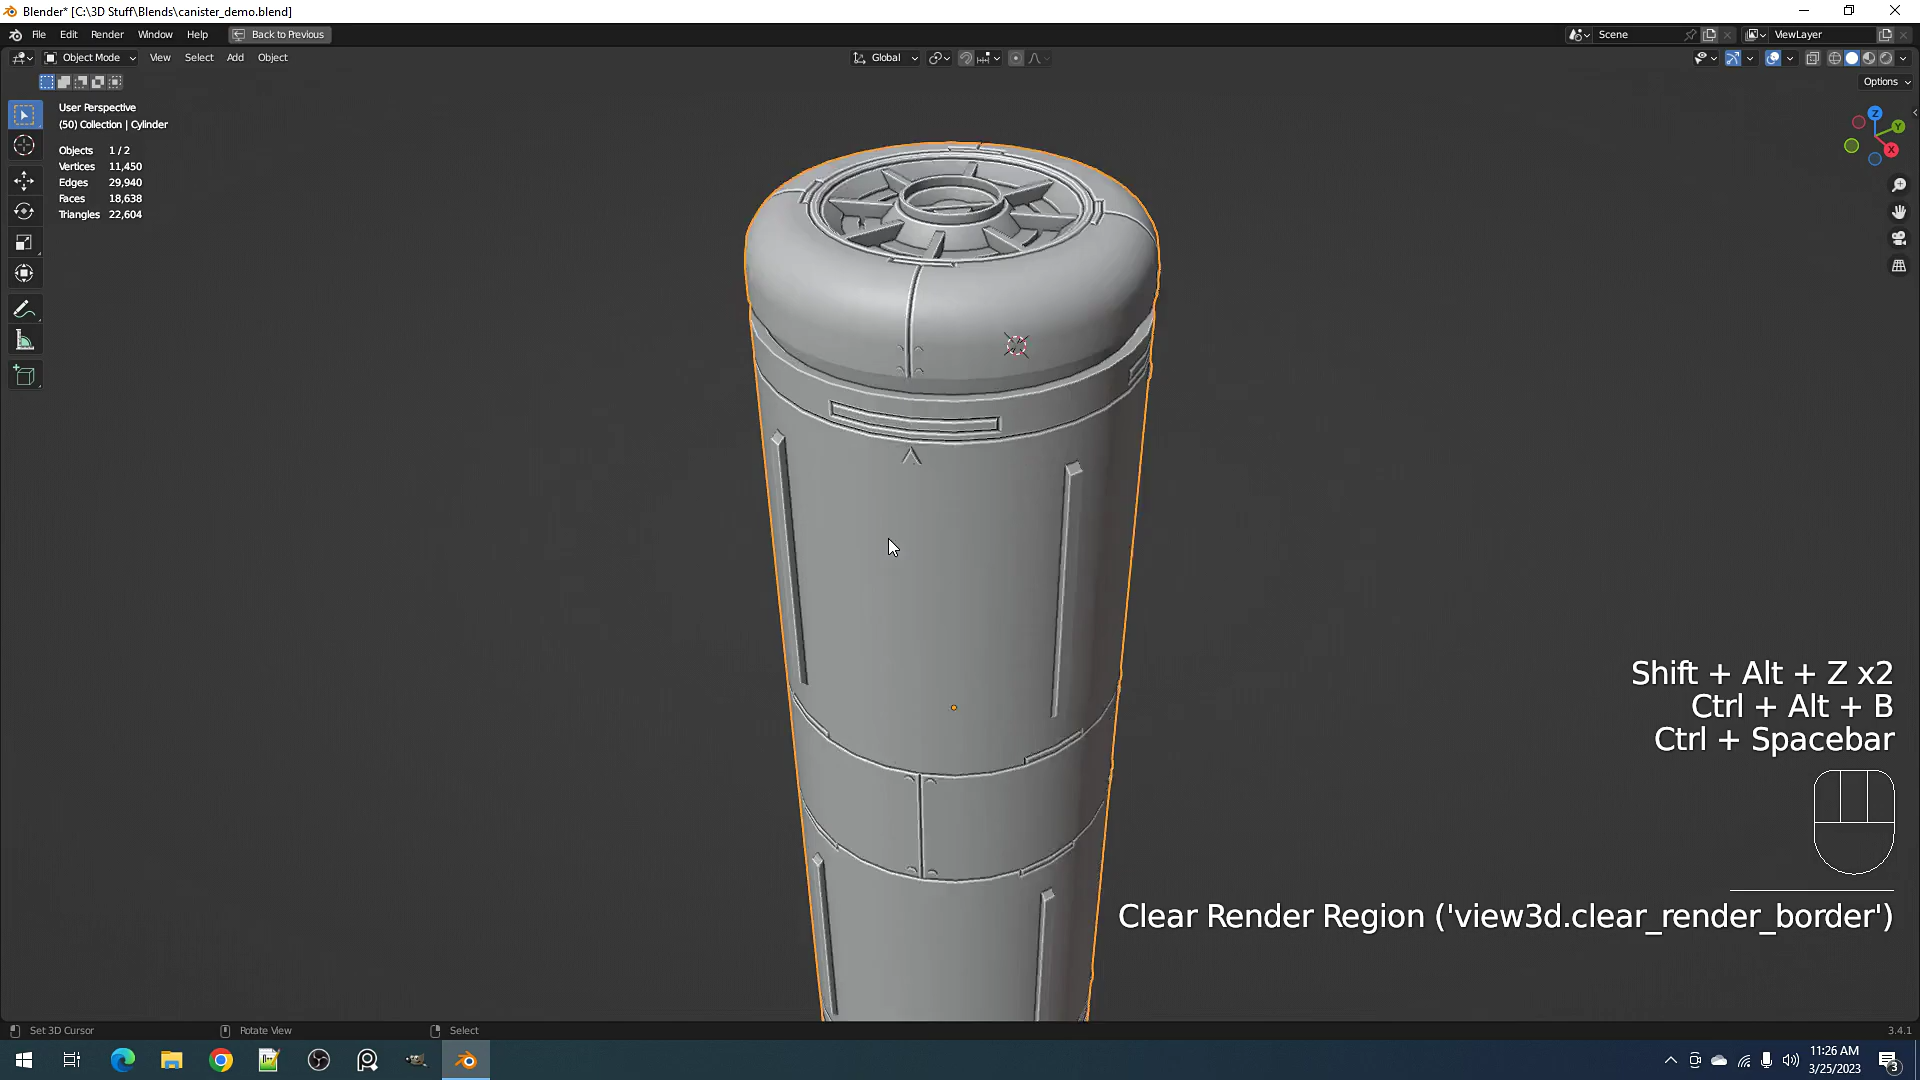 Blender* [C:\3D Stuff\Blends\canister_demo.blend]
File Edit Render Window Help Back to Previous Scene ViewLayer
Object Mode View Select Add Object Global
Options
User Perspective
(50) Collection | Cylinder
Objects 1 / 2
Vertices 11,450
Edges 29,940
Faces 18,638
Triangles 22,604
Z
Y
X
Shift + Alt + Z x2
Ctrl + Alt + B
Ctrl + Spacebar
Clear Render Region ('view3d.clear_render_border')
Set 3D Cursor Rotate View Select 3.4.1
11:26 AM
3/25/2023
3